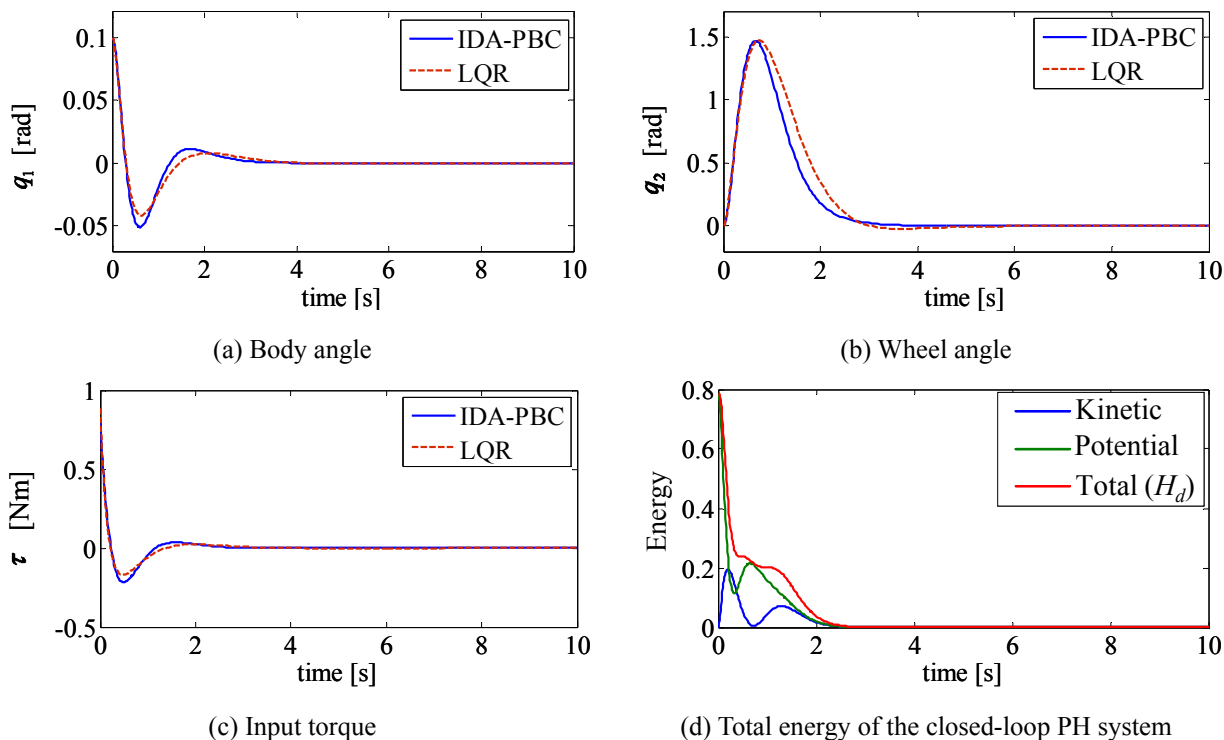 0.1
0.05
0
-0.05
q₁ [rad]
IDA-PBC
LQR
0 2 4 6 8 10
time [s]
(a) Body angle
1.5
1
0.5
0
q₂ [rad]
IDA-PBC
LQR
0 2 4 6 8 10
time [s]
(b) Wheel angle
1
0.5
0
-0.5
τ [Nm]
IDA-PBC
LQR
0 2 4 6 8 10
time [s]
(c) Input torque
0.8
0.6
0.4
0.2
0
Energy
Kinetic
Potential
Total (H_d)
0 2 4 6 8 10
time [s]
(d) Total energy of the closed-loop PH system